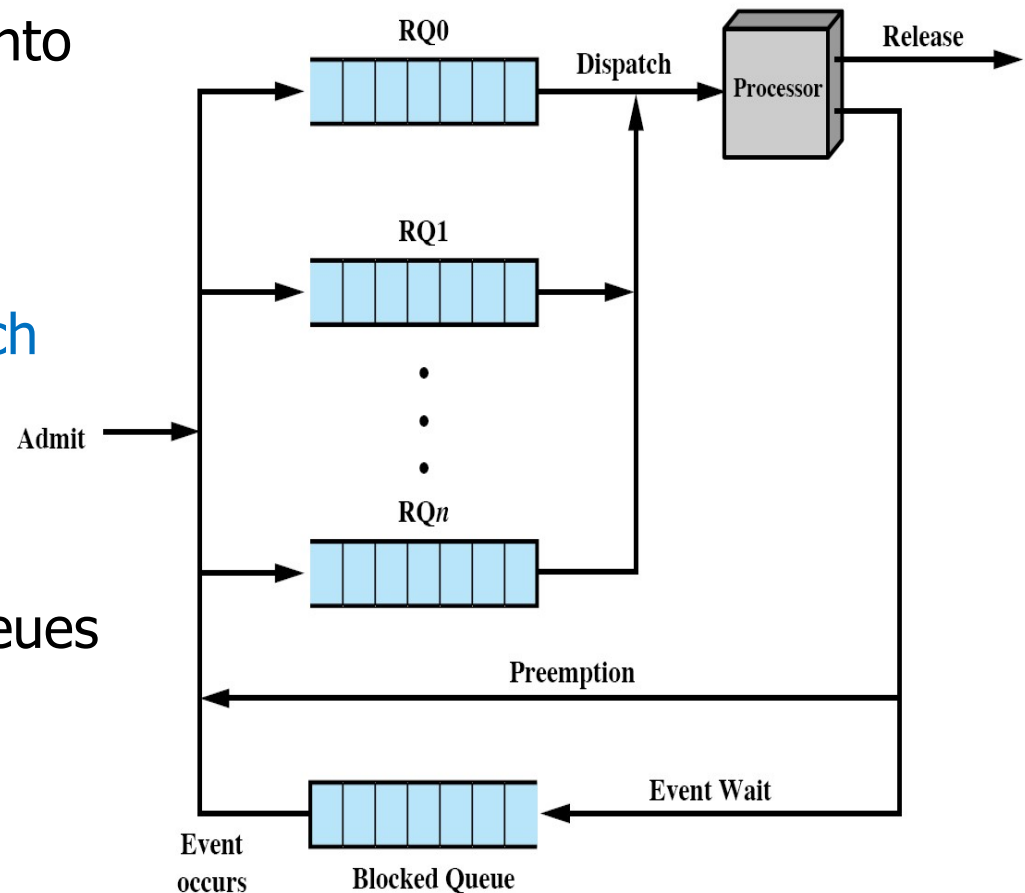 nto
ch
eues
RQ0
Dispatch
Processor
Release
RQ1
Admit
RQn
Preemption
Event Wait
Event
occurs
Blocked Queue